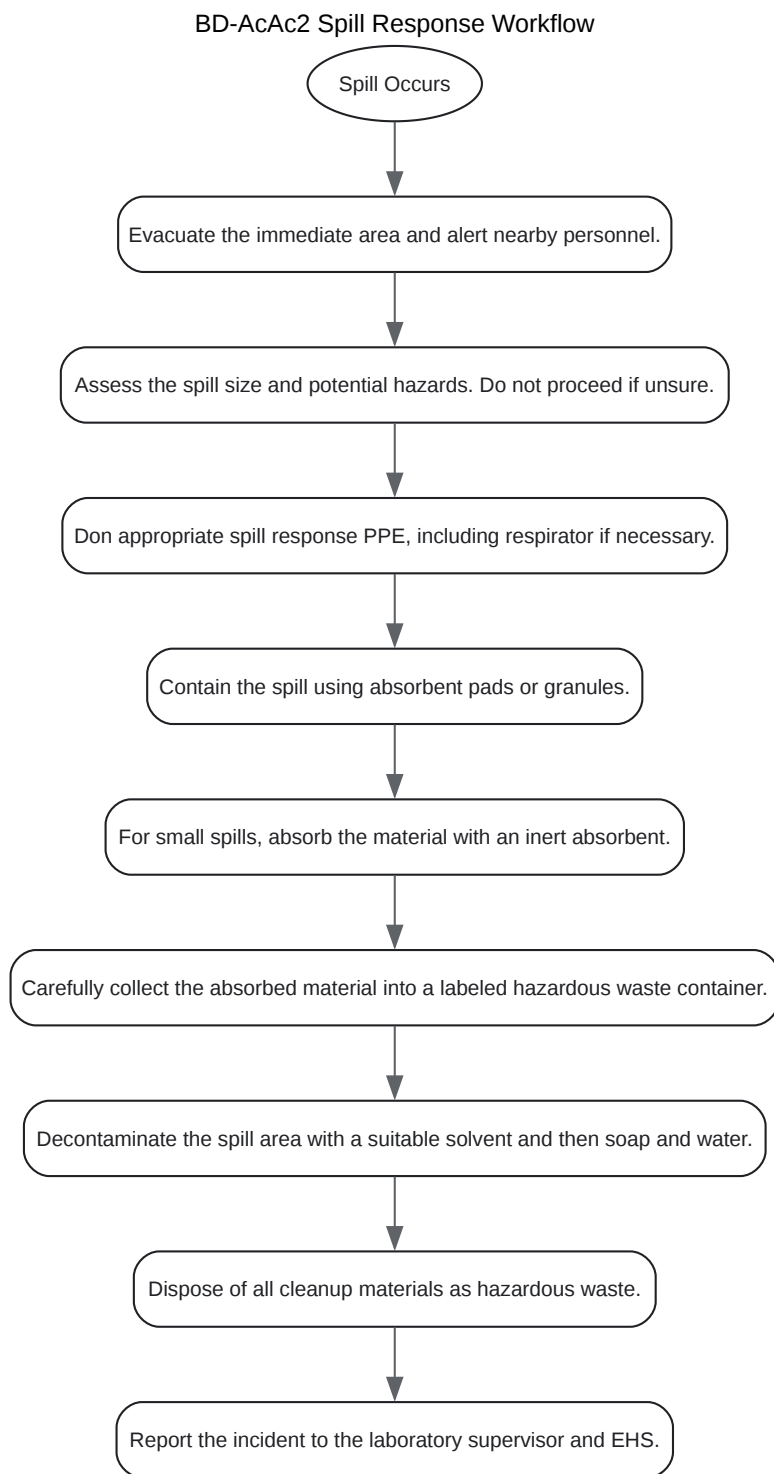 BD-AcAc2 Spill Response Workflow
Spill Occurs
Evacuate the immediate area and alert nearby personnel.
Assess the spill size and potential hazards. Do not proceed if unsure.
Don appropriate spill response PPE, including respirator if necessary.
Contain the spill using absorbent pads or granules.
For small spills, absorb the material with an inert absorbent.
Carefully collect the absorbed material into a labeled hazardous waste container.
Decontaminate the spill area with a suitable solvent and then soap and water.
Dispose of all cleanup materials as hazardous waste.
Report the incident to the laboratory supervisor and EHS.